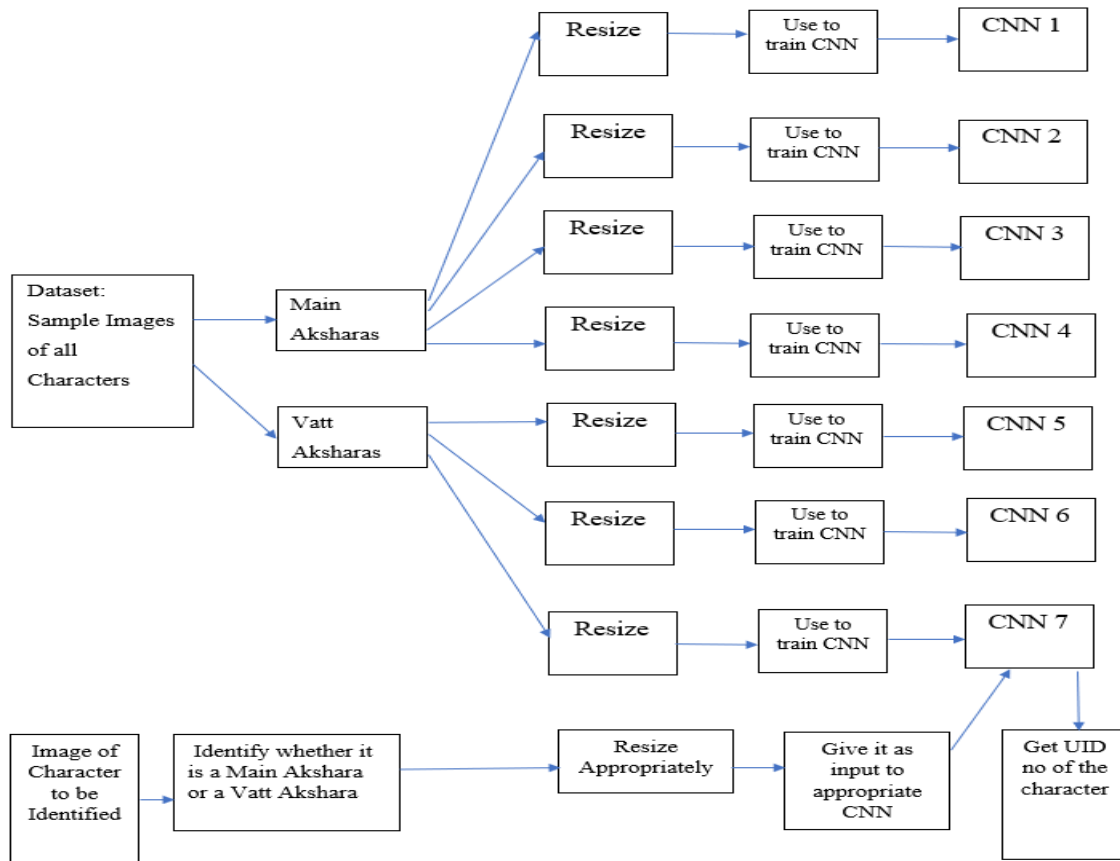 Resize
Use to
train CNN
CNN 1
Resize
Use to
train CNN
CNN 2
Resize
Use to
train CNN
CNN 3
Dataset:
Sample Images
of all
Characters
Main
Aksharas
Resize
Use to
train CNN
CNN 4
Vatt
Aksharas
Resize
Use to
train CNN
CNN 5
Resize
Use to
train CNN
CNN 6
Resize
Use to
train CNN
CNN 7
Image of
Character
to be
Identified
Identify whether it
is a Main Akshara
or a Vatt Akshara
Resize
Appropriately
Give it as
input to
appropriate
CNN
Get UID
no of the
character